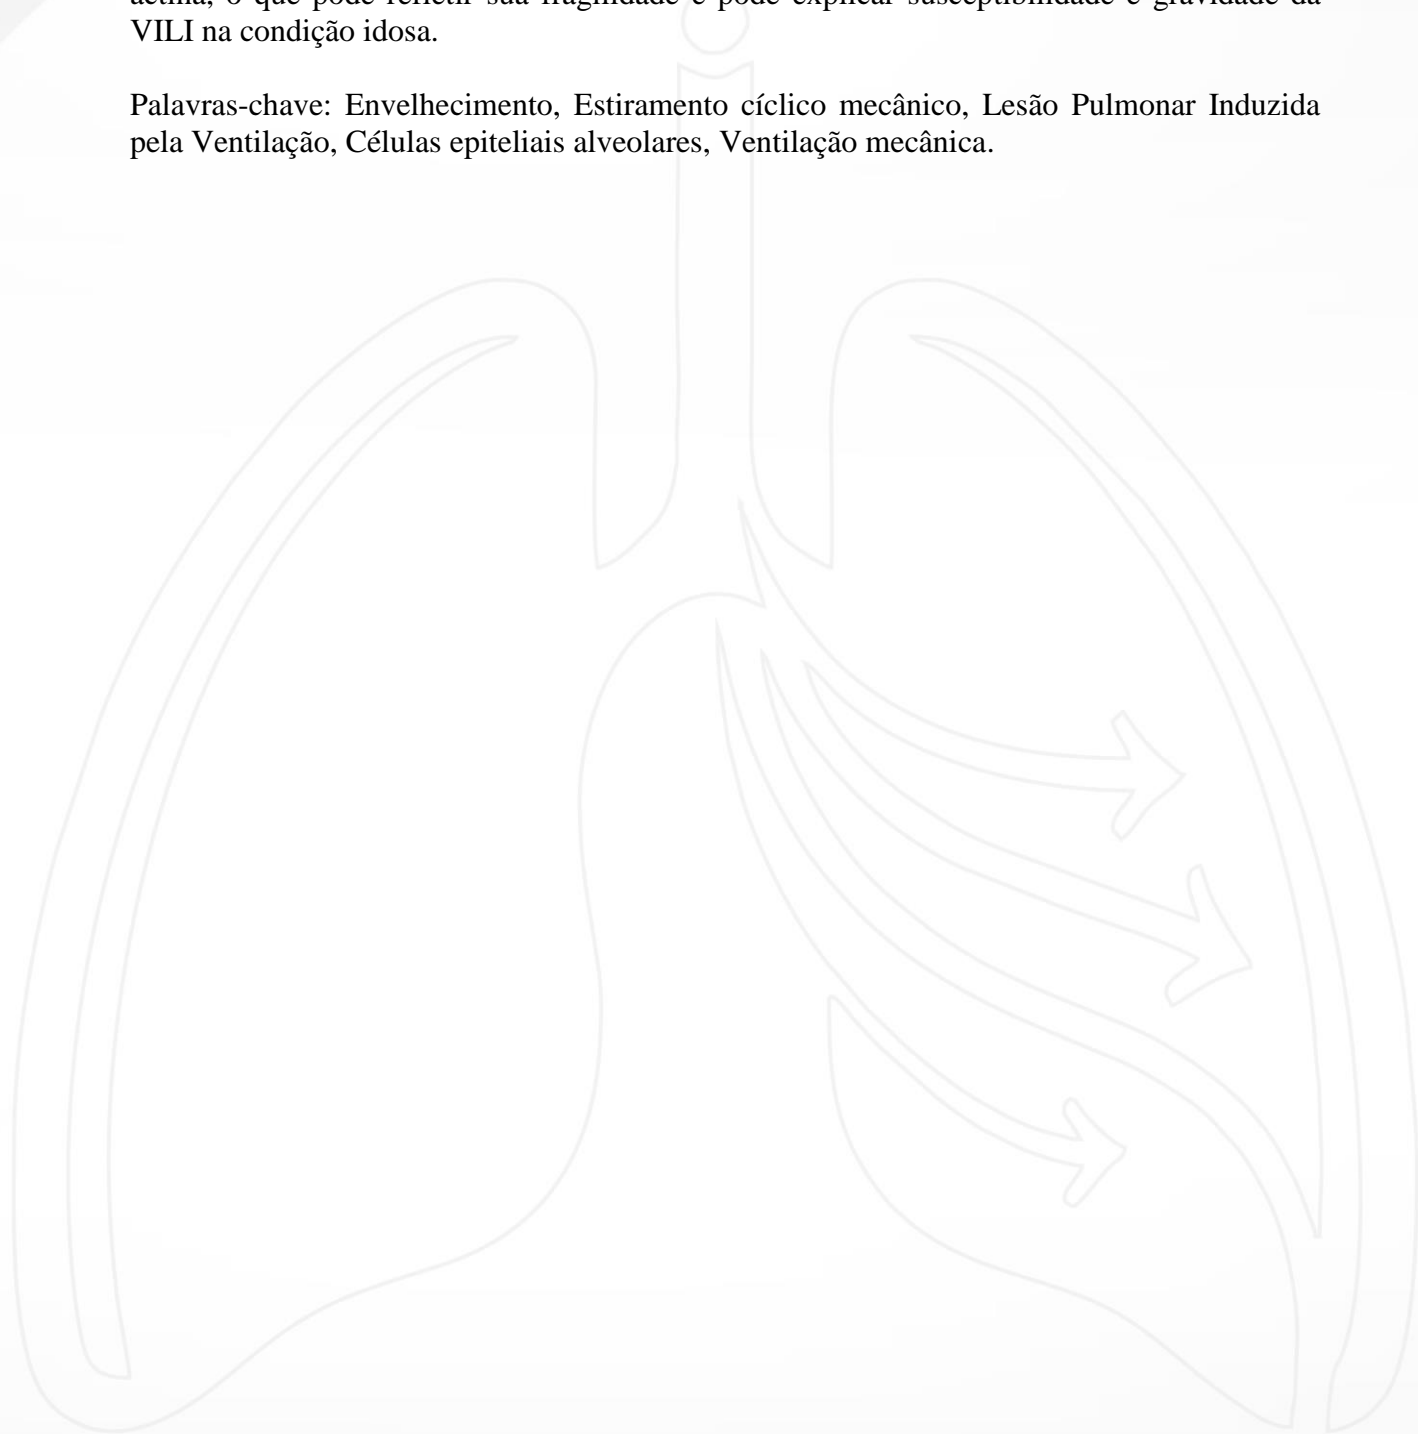 actina, o que pode refletir sua fragilidade e pode explicar susceptibilidade e gravidade da
VILI na condição idosa.
Palavras-chave: Envelhecimento, Estiramento cíclico mecânico, Lesão Pulmonar Induzida
pela Ventilação, Células epiteliais alveolares, Ventilação mecânica.